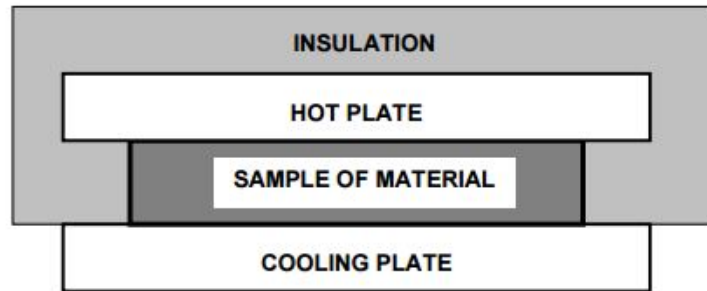 INSULATION
HOT PLATE
SAMPLE OF MATERIAL
COOLING PLATE